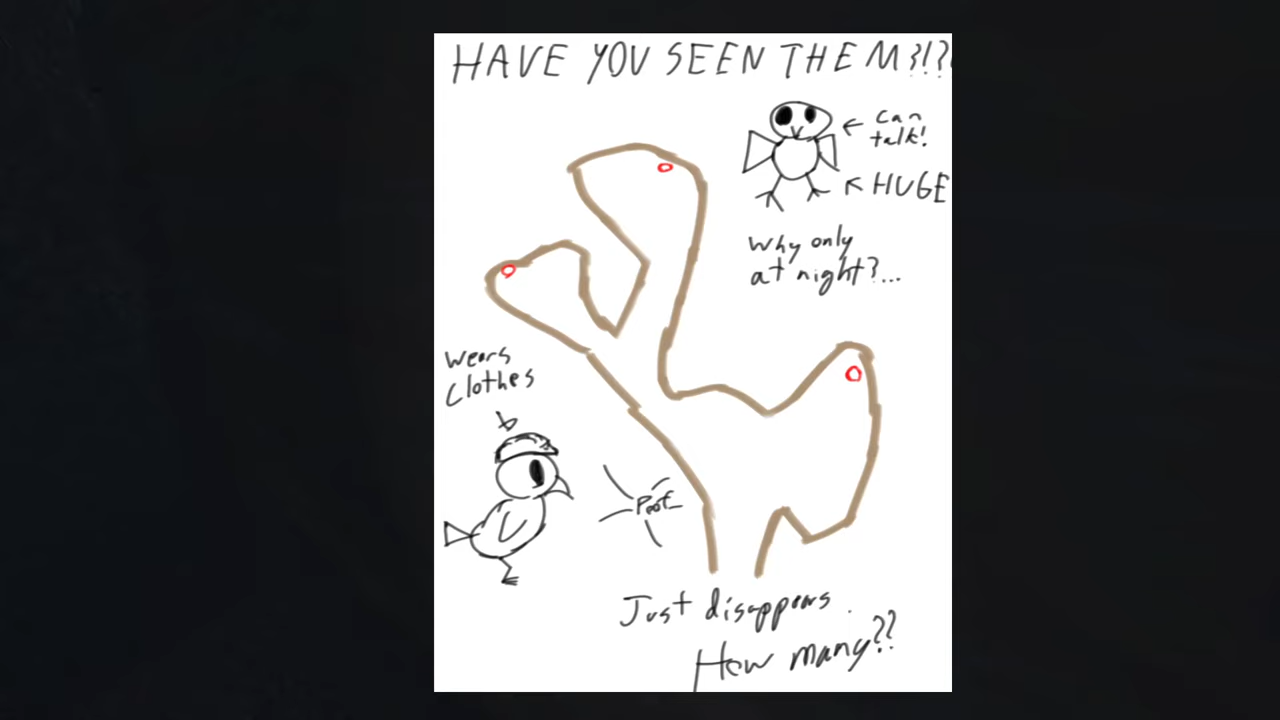 HAVE YOU SEEN THEM?!?
can
talk!
HUGE
Why only
at night?...
Wears
Clothes
Poof
Just disappears.
How many??